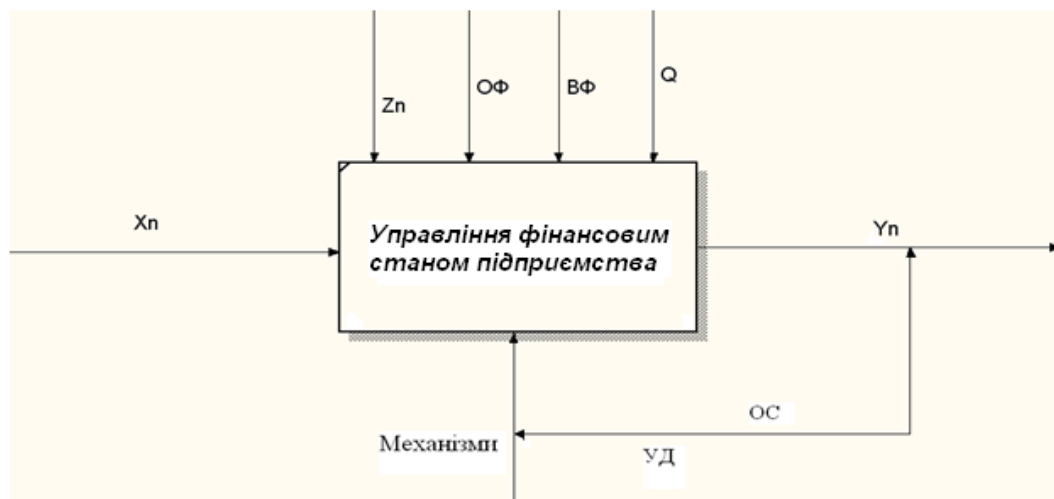 Zn
ОФ
ВФ
Q
Xn
Управління фінансовим
станом підприємства
Yn
ОС
Механізми
УД